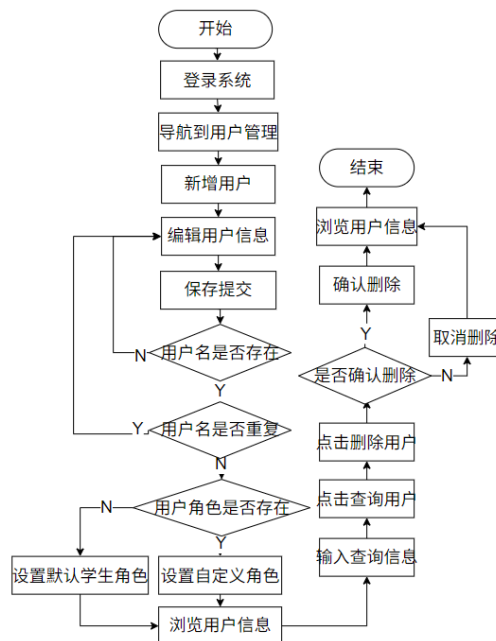 开始
登录系统
导航到用户管理
新增用户
编辑用户信息
保存提交
用户名是否存在
N
Y
用户名是否重复
Y
N
用户角色是否存在
N
Y
设置默认学生角色
设置自定义角色
浏览用户信息
输入查询信息
点击查询用户
点击删除用户
是否确认删除
N
Y
取消删除
确认删除
浏览用户信息
结束